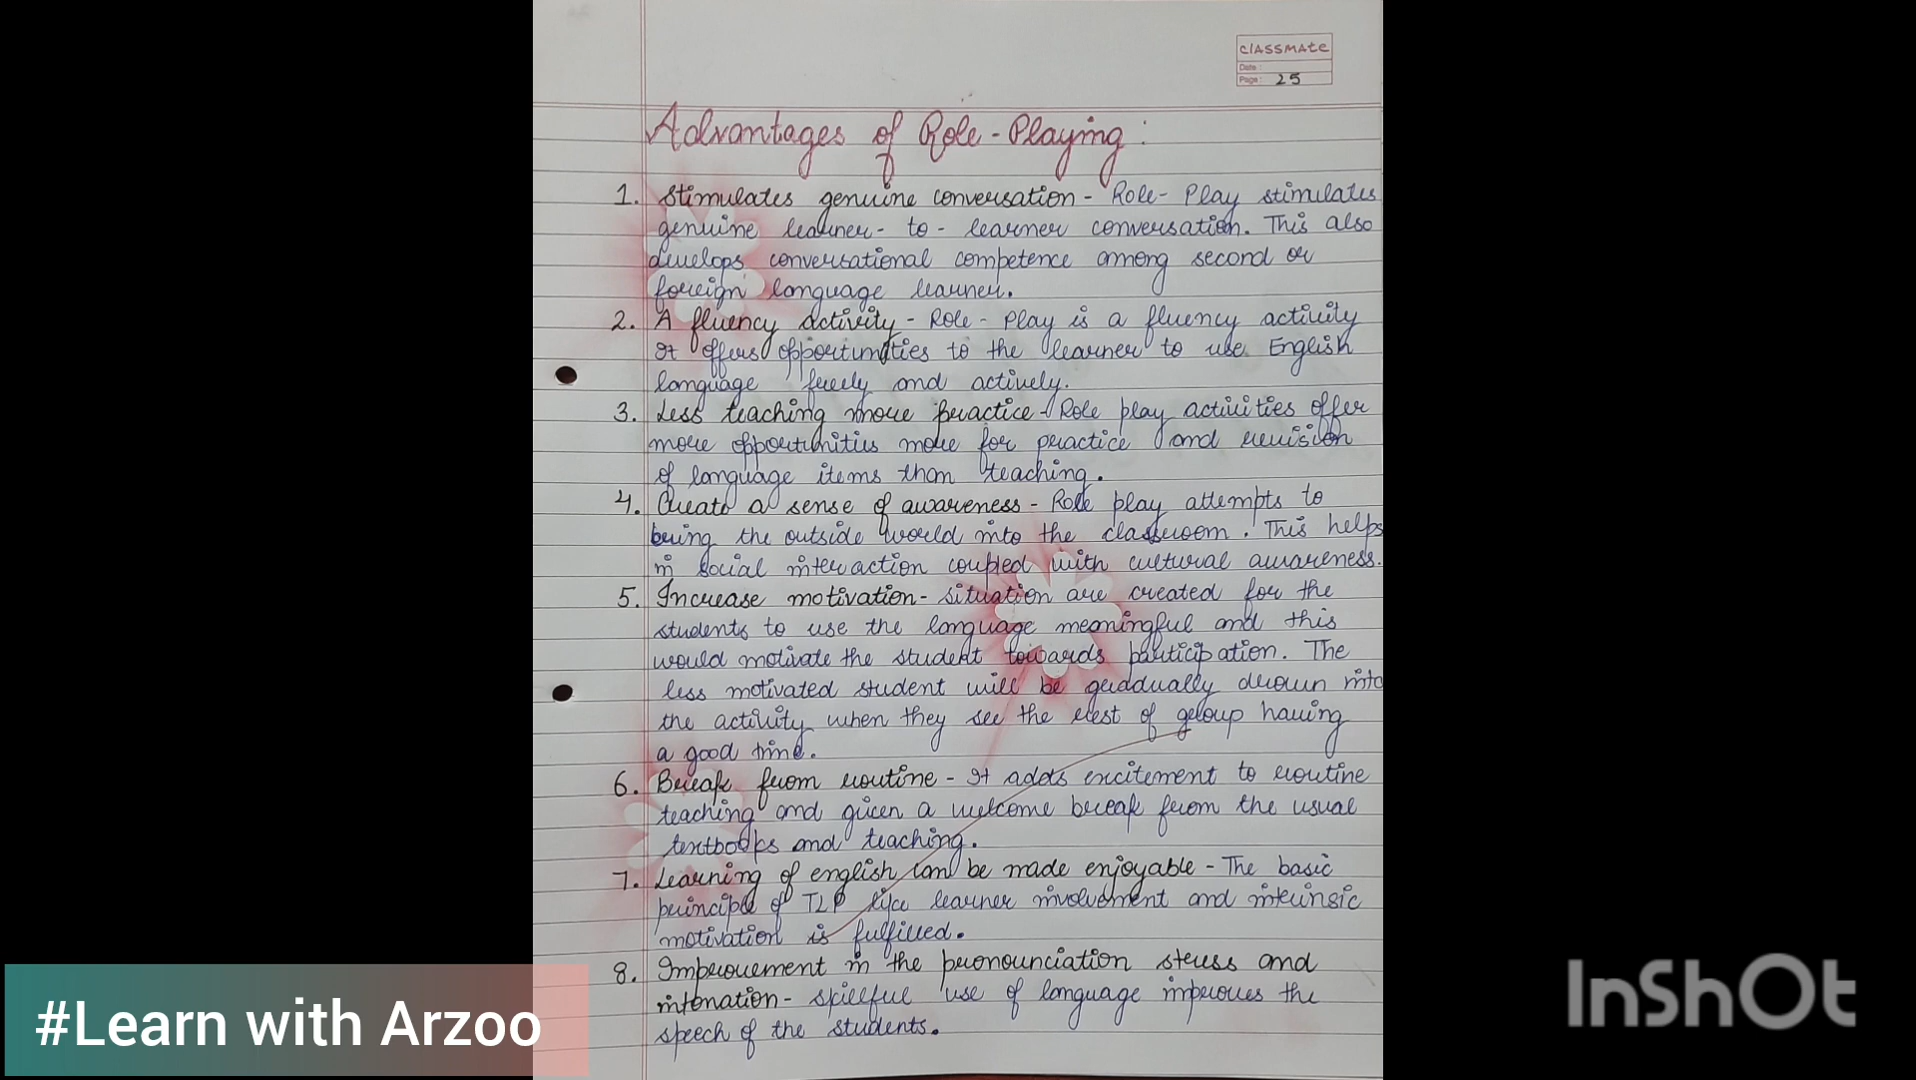 classmate
Date :
Page : 25
Advantages of Role - Playing :
1. Stimulates genuine conversation - Role - Play stimulates
genuine learner - to - learner conversation. This also
develops conversational competence among second or
foreign language learner.
2. A fluency activity - Role - Play is a fluency activity
It offers opportunities to the learner to use English
language freely and actively.
3. Less teaching more practice - Role play activities offer
more opportunities more for practice and revision
of language items than teaching.
4. Create a sense of awareness - Role play attempts to
bring the outside world into the classroom. This helps
in social interaction coupled with cultural awareness.
5. Increase motivation - situation are created for the
students to use the language meaningful and this
would motivate the student towards participation. The
less motivated student will be gradually drown into
the activity when they see the rest of group having
a good time.
6. Break from routine - It adds excitement to routine
teaching and given a welcome break from the usual
textbooks and teaching.
7. Learning of english can be made enjoyable - The basic
principle of TLP like learner involvement and intrinsic
motivation is fulfilled.
8. Improvement in the pronounciation stress and
intonation - skillful use of language improves the
speech of the students.
#Learn with Arzoo
InShOt